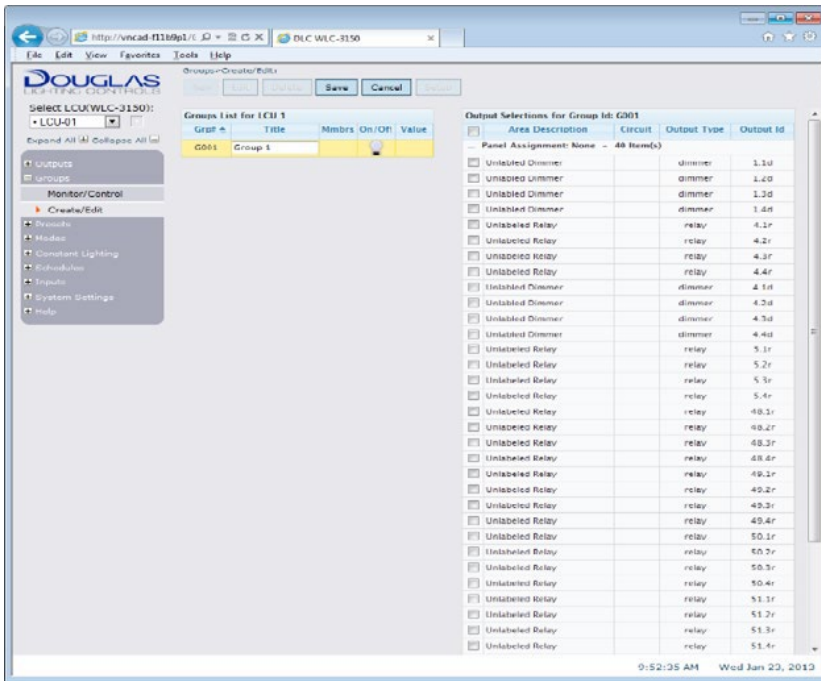 http://vncad-f11b9p1/
DLC WLC-3150
File Edit View Favorites Tools Help
DOUGLAS
LIGHTING CONTROLS
Groups>Create/Edit:
New Edit Delete Save Cancel
Select LCU(WLC-3150):
LCU-01
Expand All Collapse All
Outputs
Groups
Monitor/Control
Create/Edit
Presets
Modes
Constant Lighting
Schedules
Inputs
System Settings
Help
Groups List for LCU 1
Grp# Title Mmbrs On/Off Value
G001 Group 1
Output Selections for Group Id: G001
Area Description Circuit Output Type Output Id
Panel Assignment: None - 40 Item(s)
Unlabled Dimmer dimmer 1.1d
Unlabled Dimmer dimmer 1.2d
Unlabled Dimmer dimmer 1.3d
Unlabled Dimmer dimmer 1.4d
Unlabeled Relay relay 4.1r
Unlabeled Relay relay 4.2r
Unlabeled Relay relay 4.3r
Unlabeled Relay relay 4.4r
Unlabled Dimmer dimmer 4.1d
Unlabled Dimmer dimmer 4.2d
Unlabled Dimmer dimmer 4.3d
Unlabled Dimmer dimmer 4.4d
Unlabeled Relay relay 5.1r
Unlabeled Relay relay 5.2r
Unlabeled Relay relay 5.3r
Unlabeled Relay relay 5.4r
Unlabeled Relay relay 48.1r
Unlabeled Relay relay 48.2r
Unlabeled Relay relay 48.3r
Unlabeled Relay relay 48.4r
Unlabeled Relay relay 49.1r
Unlabeled Relay relay 49.2r
Unlabeled Relay relay 49.3r
Unlabeled Relay relay 49.4r
Unlabeled Relay relay 50.1r
Unlabeled Relay relay 50.2r
Unlabeled Relay relay 50.3r
Unlabeled Relay relay 50.4r
Unlabeled Relay relay 51.1r
Unlabeled Relay relay 51.2r
Unlabeled Relay relay 51.3r
Unlabeled Relay relay 51.4r
9:52:35 AM Wed Jan 23, 2013